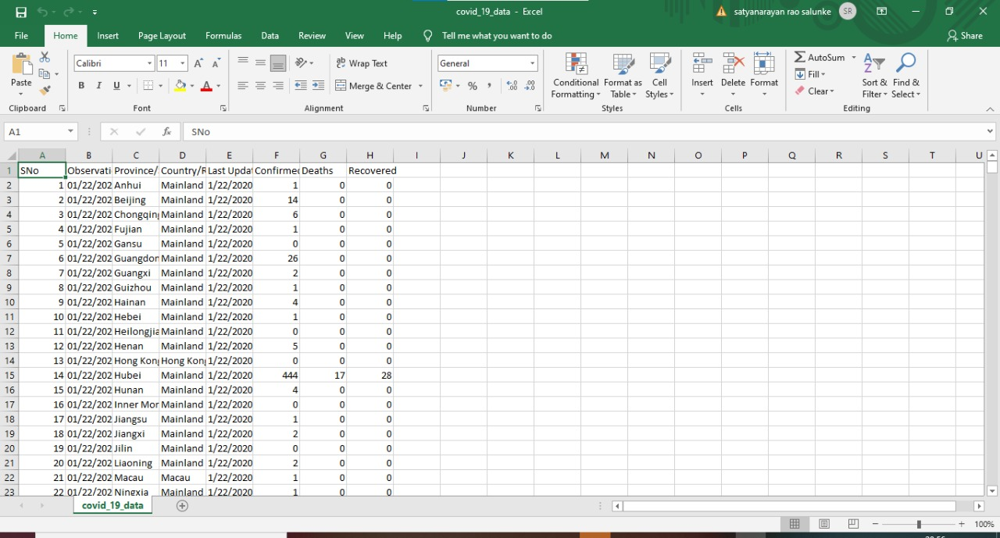 covid_19_data - Excel
satyanarayan rao salunke SR
File Home Insert Page Layout Formulas Data Review View Help Tell me what you want to do Share
Calibri 11 Wrap Text General AutoSum
Fill
Paste B I U Merge & Center % Conditional Format as Cell Insert Delete Format Sort & Find &
Formatting Table Styles Clear Filter Select
Clipboard Font Alignment Number Styles Cells Editing
A1 fx SNo
A B C D E F G H I J K L M N O P Q R S T U
1 SNo Observati Province/ Country/R Last Updat Confirmed Deaths Recovered
2 1 01/22/202 Anhui Mainland 1/22/2020 1 0 0
3 2 01/22/202 Beijing Mainland 1/22/2020 14 0 0
4 3 01/22/202 Chongqing Mainland 1/22/2020 6 0 0
5 4 01/22/202 Fujian Mainland 1/22/2020 1 0 0
6 5 01/22/202 Gansu Mainland 1/22/2020 0 0 0
7 6 01/22/202 Guangdon Mainland 1/22/2020 26 0 0
8 7 01/22/202 Guangxi Mainland 1/22/2020 2 0 0
9 8 01/22/202 Guizhou Mainland 1/22/2020 1 0 0
10 9 01/22/202 Hainan Mainland 1/22/2020 4 0 0
11 10 01/22/202 Hebei Mainland 1/22/2020 1 0 0
12 11 01/22/202 Heilongjia Mainland 1/22/2020 0 0 0
13 12 01/22/202 Henan Mainland 1/22/2020 5 0 0
14 13 01/22/202 Hong Kong Hong Kong 1/22/2020 0 0 0
15 14 01/22/202 Hubei Mainland 1/22/2020 444 17 28
16 15 01/22/202 Hunan Mainland 1/22/2020 4 0 0
17 16 01/22/202 Inner Mor Mainland 1/22/2020 0 0 0
18 17 01/22/202 Jiangsu Mainland 1/22/2020 1 0 0
19 18 01/22/202 Jiangxi Mainland 1/22/2020 2 0 0
20 19 01/22/202 Jilin Mainland 1/22/2020 0 0 0
21 20 01/22/202 Liaoning Mainland 1/22/2020 2 0 0
22 21 01/22/202 Macau Macau 1/22/2020 1 0 0
23 22 01/22/202 Ningxia Mainland 1/22/2020 1 0 0
covid_19_data
100%